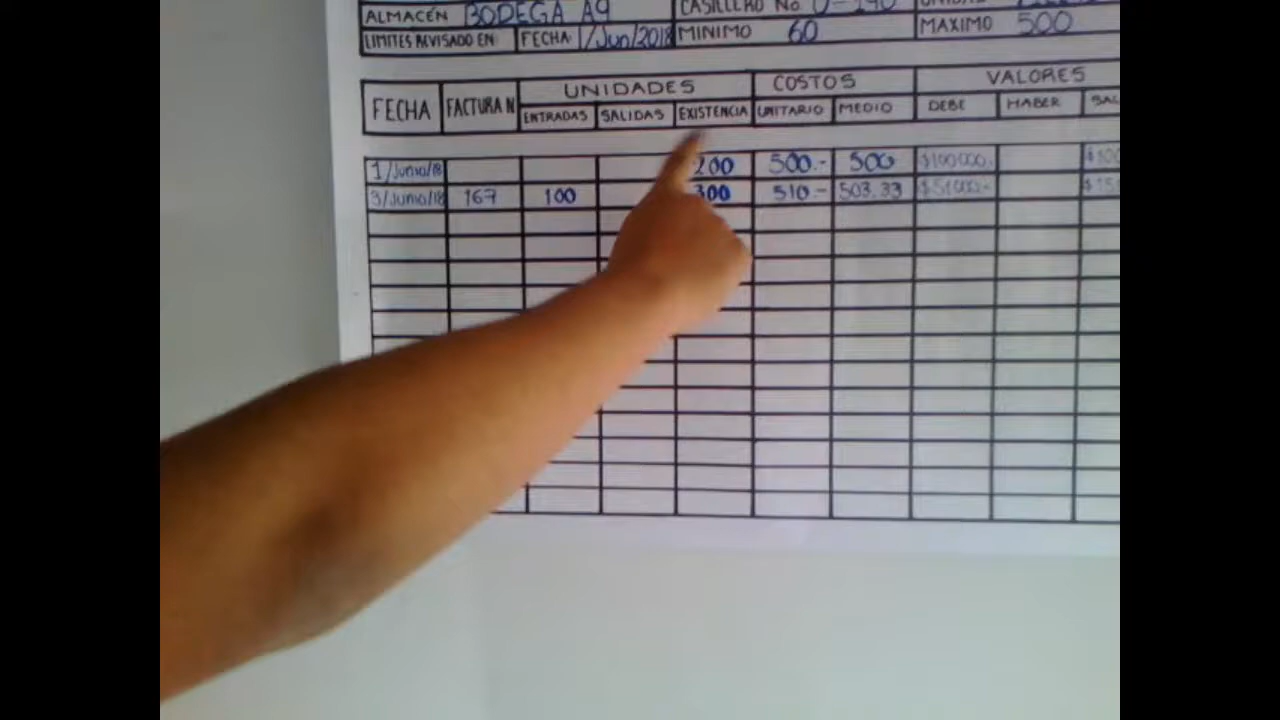 ALMACÉN BODEGA A9 CASILLERO No.
LIMITES REVISADO EN: FECHA: 1/Jun/2018 MINIMO 60 MAXIMO 500
UNIDADES COSTOS VALORES
FECHA FACTURA N ENTRADAS SALIDAS EXISTENCIA UNITARIO MEDIO DEBE HABER SAL
1/Junio/18 200 500.- 500 $100000.-
3/Junio/18 167 100 300 510.- 503.33 $51000.-